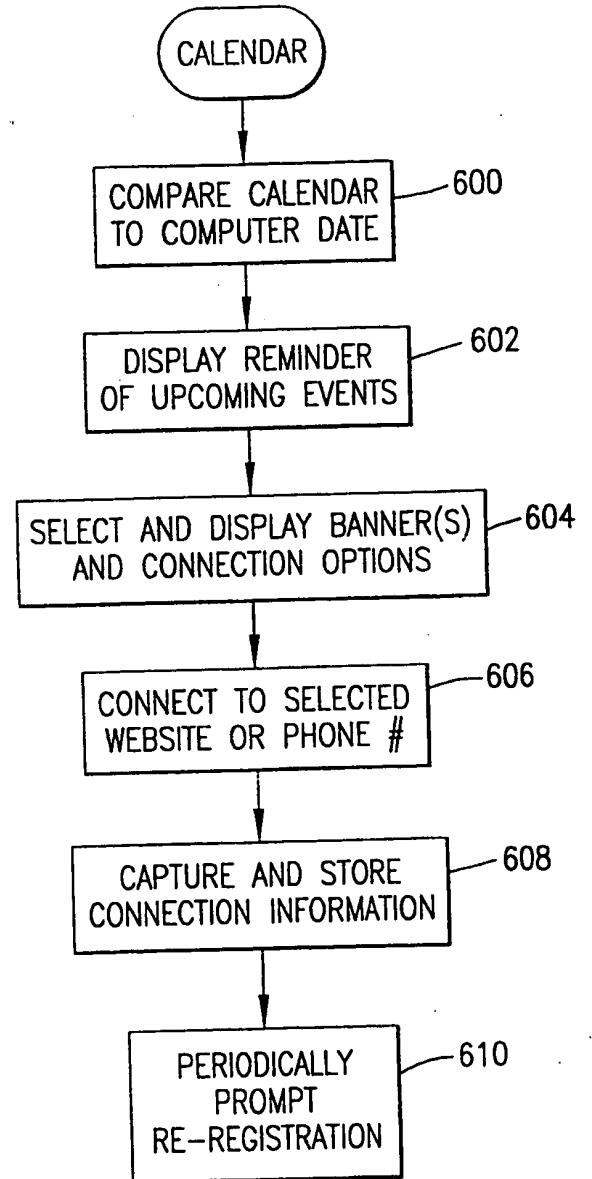 CALENDAR
COMPARE CALENDAR
TO COMPUTER DATE
600
DISPLAY REMINDER
OF UPCOMING EVENTS
602
SELECT AND DISPLAY BANNER(S)
AND CONNECTION OPTIONS
604
CONNECT TO SELECTED
WEBSITE OR PHONE #
606
CAPTURE AND STORE
CONNECTION INFORMATION
608
PERIODICALLY
PROMPT
RE-REGISTRATION
610